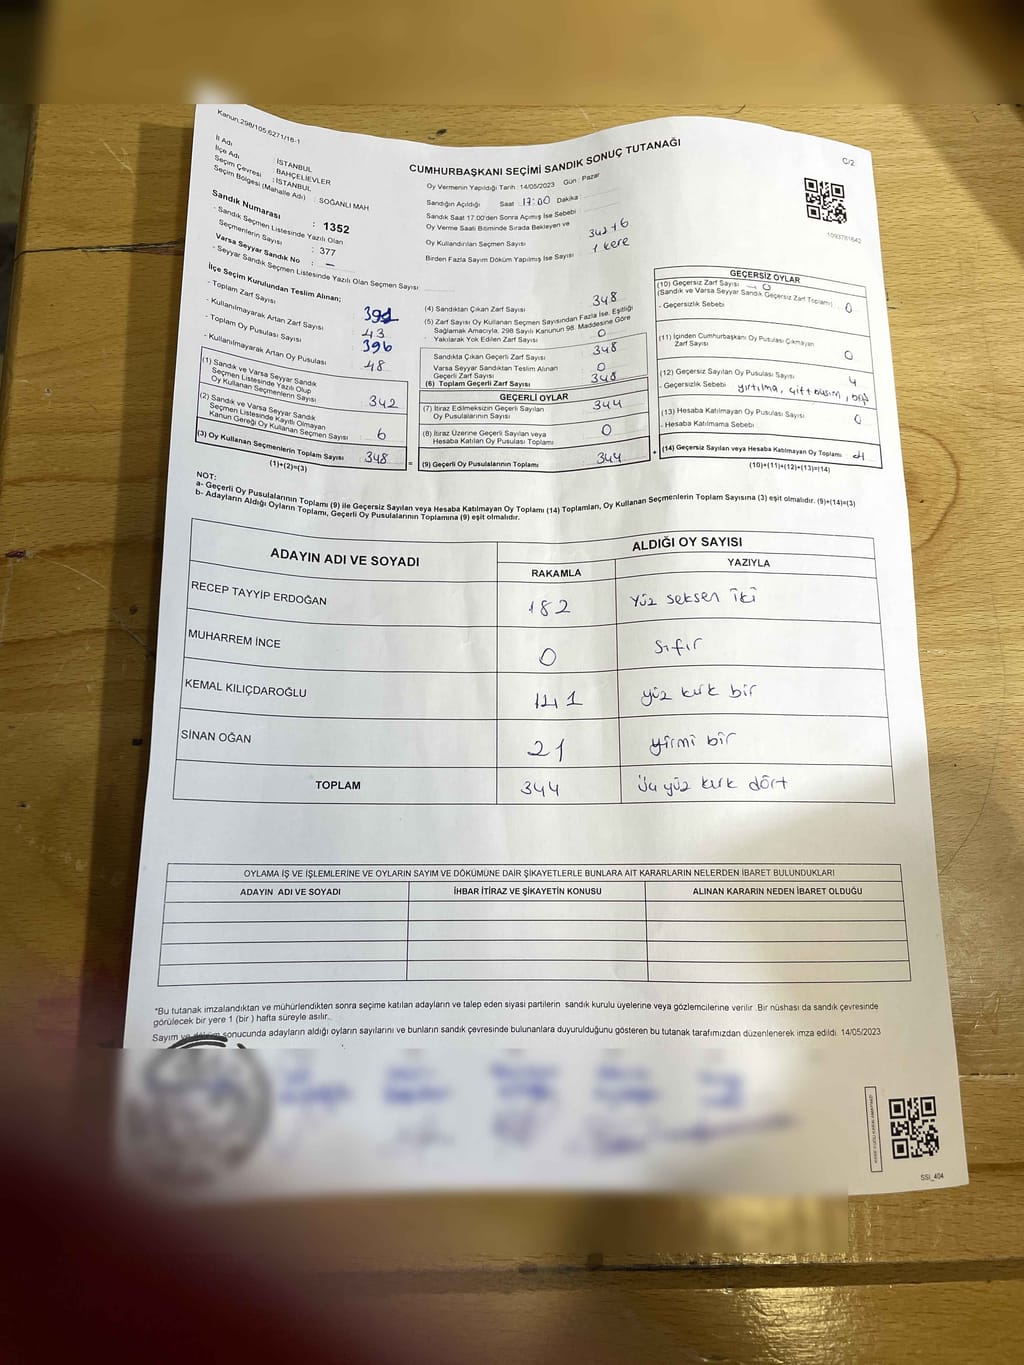 Kanun:298/105;6271/16-1
C/2
CUMHURBAŞKANI SEÇİMİ SANDIK SONUÇ TUTANAĞI
İl Adı : İSTANBUL
İlçe Adı : BAHÇELİEVLER
Seçim Çevresi : İSTANBUL
Seçim Bölgesi (Mahalle Adı) : SOĞANLI MAH
Sandık Numarası : 1352
- Sandık Seçmen Listesinde Yazılı Olan
Seçmenlerin Sayısı : 377
Varsa Seyyar Sandık No : —
- Seyyar Sandık Seçmen Listesinde Yazılı Olan Seçmen Sayısı :
Oy Vermenin Yapıldığı Tarih : 14/05/2023 Gün : Pazar
Sandığın Açıldığı Saat : 17:00 Dakika :
Sandık Saat 17.00'den Sonra Açılmış İse Sebebi :
Oy Verme Saati Bitiminde Sırada Bekleyen ve
Oy Kullandırılan Seçmen Sayısı : 342+6
Birden Fazla Sayım Döküm Yapılmış İse Sayısı : 1 kere
1093781642
İlçe Seçim Kurulundan Teslim Alınan;
- Toplam Zarf Sayısı : 391
- Kullanılmayarak Artan Zarf Sayısı : 43
- Toplam Oy Pusulası Sayısı : 396
- Kullanılmayarak Artan Oy Pusulası : 48
(1) Sandık ve Varsa Seyyar Sandık
Seçmen Listesinde Yazılı Olup
Oy Kullanan Seçmenlerin Sayısı : 342
(2) Sandık ve Varsa Seyyar Sandık
Seçmen Listesinde Kayıtlı Olmayan
Kanun Gereği Oy Kullanan Seçmen Sayısı : 6
(3) Oy Kullanan Seçmenlerin Toplam Sayısı : 348
(1)+(2)=(3)
(4) Sandıktan Çıkan Zarf Sayısı : 348
(5) Zarf Sayısı Oy Kullanan Seçmen Sayısından Fazla İse, Eşitliği
Sağlamak Amacıyla, 298 Sayılı Kanunun 98. Maddesine Göre
Yakılarak Yok Edilen Zarf Sayısı : 0
Sandıkta Çıkan Geçerli Zarf Sayısı : 348
Varsa Seyyar Sandıktan Teslim Alınan
Geçerli Zarf Sayısı : 0
(6) Toplam Geçerli Zarf Sayısı : 348
GEÇERLİ OYLAR
(7) İtiraz Edilmeksizin Geçerli Sayılan
Oy Pusulalarının Sayısı : 344
(8) İtiraz Üzerine Geçerli Sayılan veya
Hesaba Katılan Oy Pusulası Toplamı : 0
= (9) Geçerli Oy Pusulalarının Toplamı : 344
GEÇERSİZ OYLAR
(10) Geçersiz Zarf Sayısı — 0
(Sandık ve Varsa Seyyar Sandık Geçersiz Zarf Toplamı) : 0
- Geçersizlik Sebebi :
(11) İçinden Cumhurbaşkanı Oy Pusulası Çıkmayan
Zarf Sayısı : 0
(12) Geçersiz Sayılan Oy Pusulası Sayısı : 4
- Geçersizlik Sebebi : yırtılma, çift basım,
(13) Hesaba Katılmayan Oy Pusulası Sayısı : 0
- Hesaba Katılmama Sebebi :
+ (14) Geçersiz Sayılan veya Hesaba Katılmayan Oy Toplamı : 4
(10)+(11)+(12)+(13)=(14)
NOT:
a- Geçerli Oy Pusulalarının Toplamı (9) ile Geçersiz Sayılan veya Hesaba Katılmayan Oy Toplamı (14) Toplamları, Oy Kullanan Seçmenlerin Toplam Sayısına (3) eşit olmalıdır. (9)+(14)=(3)
b- Adayların Aldığı Oyların Toplamı, Geçerli Oy Pusulalarının Toplamına (9) eşit olmalıdır.
ADAYIN ADI VE SOYADI ALDIĞI OY SAYISI
RAKAMLA YAZIYLA
RECEP TAYYİP ERDOĞAN 182 Yüz seksen iki
MUHARREM İNCE 0 Sıfır
KEMAL KILIÇDAROĞLU 141 yüz kırk bir
SİNAN OĞAN 21 yirmi bir
TOPLAM 344 Üç yüz kırk dört
OYLAMA İŞ VE İŞLEMLERİNE VE OYLARIN SAYIM VE DÖKÜMÜNE DAİR ŞİKAYETLERLE BUNLARA AİT KARARLARIN NELERDEN İBARET BULUNDUKLARI
ADAYIN ADI VE SOYADI İHBAR İTİRAZ VE ŞİKAYETİN KONUSU ALINAN KARARIN NEDEN İBARET OLDUĞU
*Bu tutanak imzalandıktan ve mühürlendikten sonra seçime katılan adayların ve talep eden siyasi partilerin sandık kurulu üyelerine veya gözlemcilerine verilir. Bir nüshası da sandık çevresinde
görülecek bir yere 1 (bir) hafta süreyle asılır.
Sayım ve döküm sonucunda adayların aldığı oyların sayılarını ve bunların sandık çevresinde bulunanlara duyurulduğunu gösteren bu tutanak tarafımızdan düzenlenerek imza edildi. 14/05/2023
SSI_404